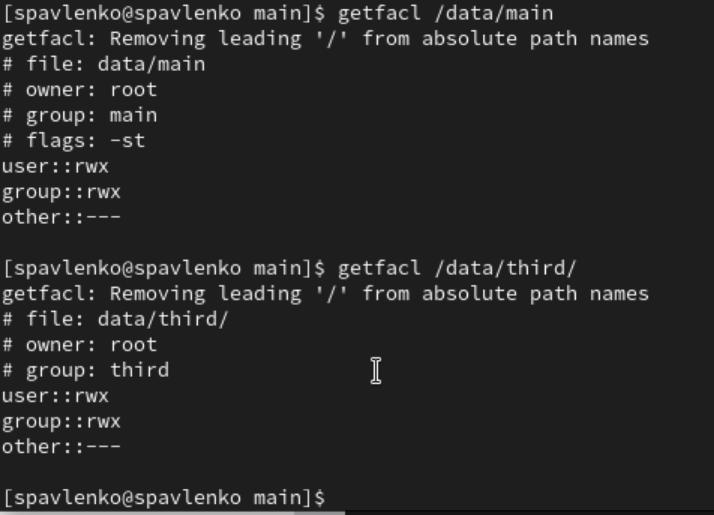 [spavlenko@spavlenko main]$ getfacl /data/main
getfacl: Removing leading '/' from absolute path names
# file: data/main
# owner: root
# group: main
# flags: -st
user::rwx
group::rwx
other::---
[spavlenko@spavlenko main]$ getfacl /data/third/
getfacl: Removing leading '/' from absolute path names
# file: data/third/
# owner: root
# group: third
user::rwx
group::rwx
other::---
[spavlenko@spavlenko main]$